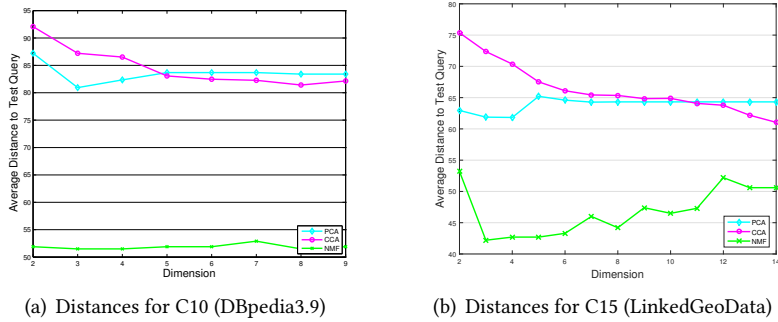 95
90
85
80
75
70
65
60
55
50
2 3 4 5 6 7 8 9
Average Distance to Test Query
Dimension
PCA
CCA
NMF
(a) Distances for C10 (DBpedia3.9)
85
80
75
70
65
60
55
50
45
40
2 4 6 8 10 12 14
Average Distance to Test Query
Dimension
PCA
CCA
NMF
(b) Distances for C15 (LinkedGeoData)